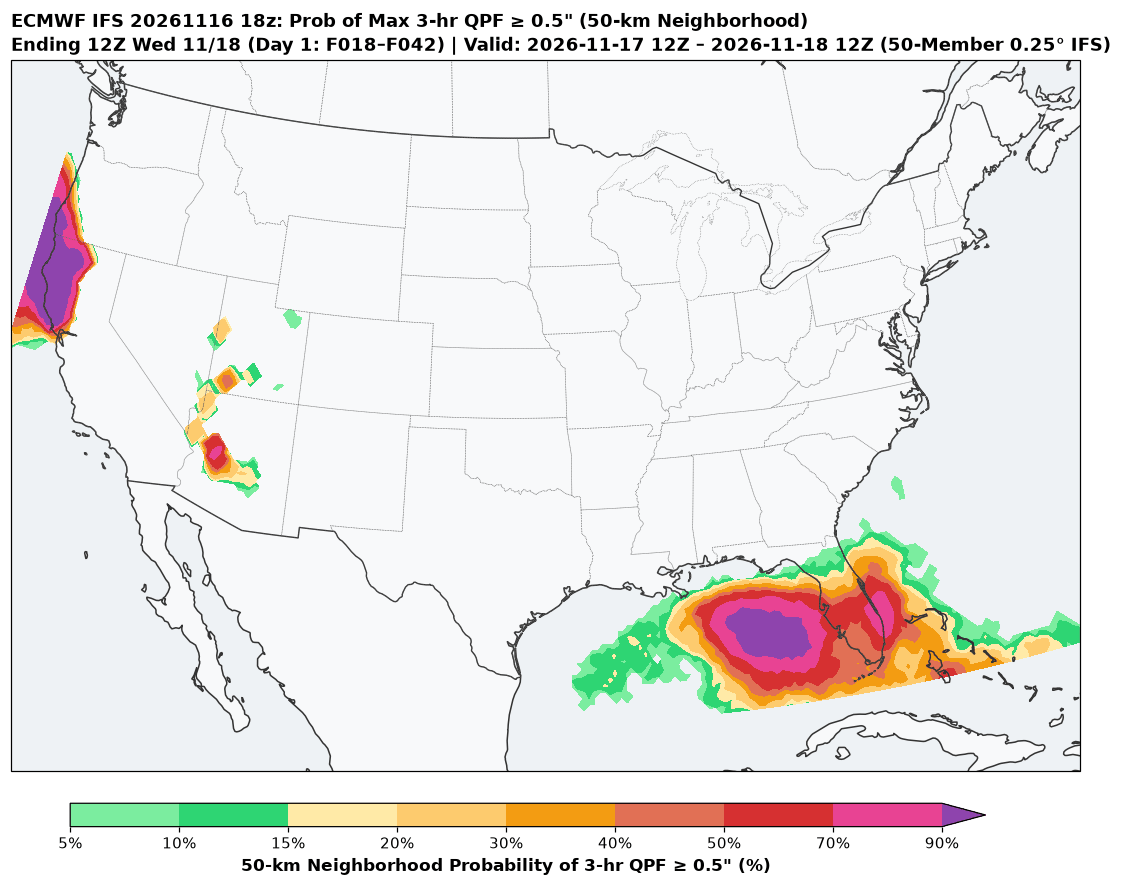 ECMWF IFS 20261116 18z: Prob of Max 3-hr QPF ≥ 0.5" (50-km Neighborhood)
Ending 12Z Wed 11/18 (Day 1: F018–F042) | Valid: 2026-11-17 12Z – 2026-11-18 12Z (50-Member 0.25° IFS)
5% 10% 15% 20% 30% 40% 50% 70% 90%
50-km Neighborhood Probability of 3-hr QPF ≥ 0.5" (%)